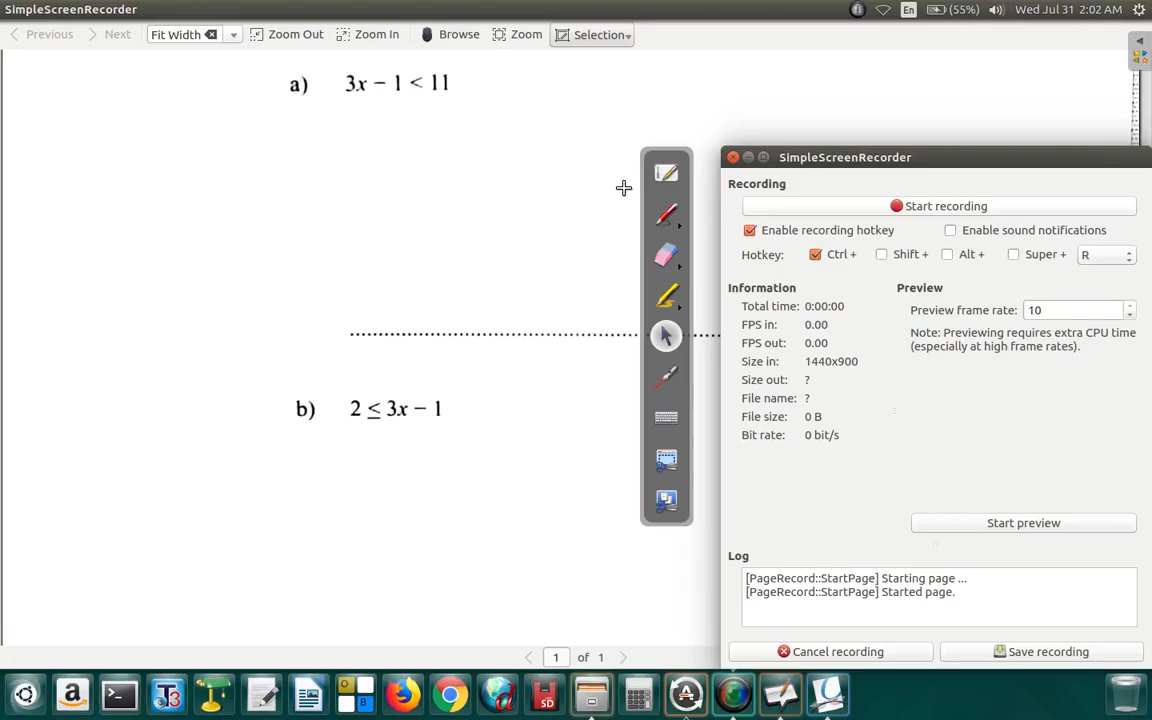 SimpleScreenRecorder
En
(55%)
Wed Jul 31 2:02 AM
Previous
Next
Fit Width
Zoom Out
Zoom In
Browse
Zoom
Selection
a) 3x − 1 < 11
b) 2 ≤ 3x − 1
SimpleScreenRecorder
Recording
Start recording
Enable recording hotkey
Enable sound notifications
Hotkey:
Ctrl +
Shift +
Alt +
Super +
R
Information
Preview
Total time: 0:00:00
Preview frame rate: 10
FPS in: 0.00
Note: Previewing requires extra CPU time
FPS out: 0.00
(especially at high frame rates).
Size in: 1440x900
Size out: ?
File name: ?
File size: 0 B
Bit rate: 0 bit/s
Start preview
Log
[PageRecord::StartPage] Starting page ...
[PageRecord::StartPage] Started page.
Cancel recording
Save recording
1 of 1
SD